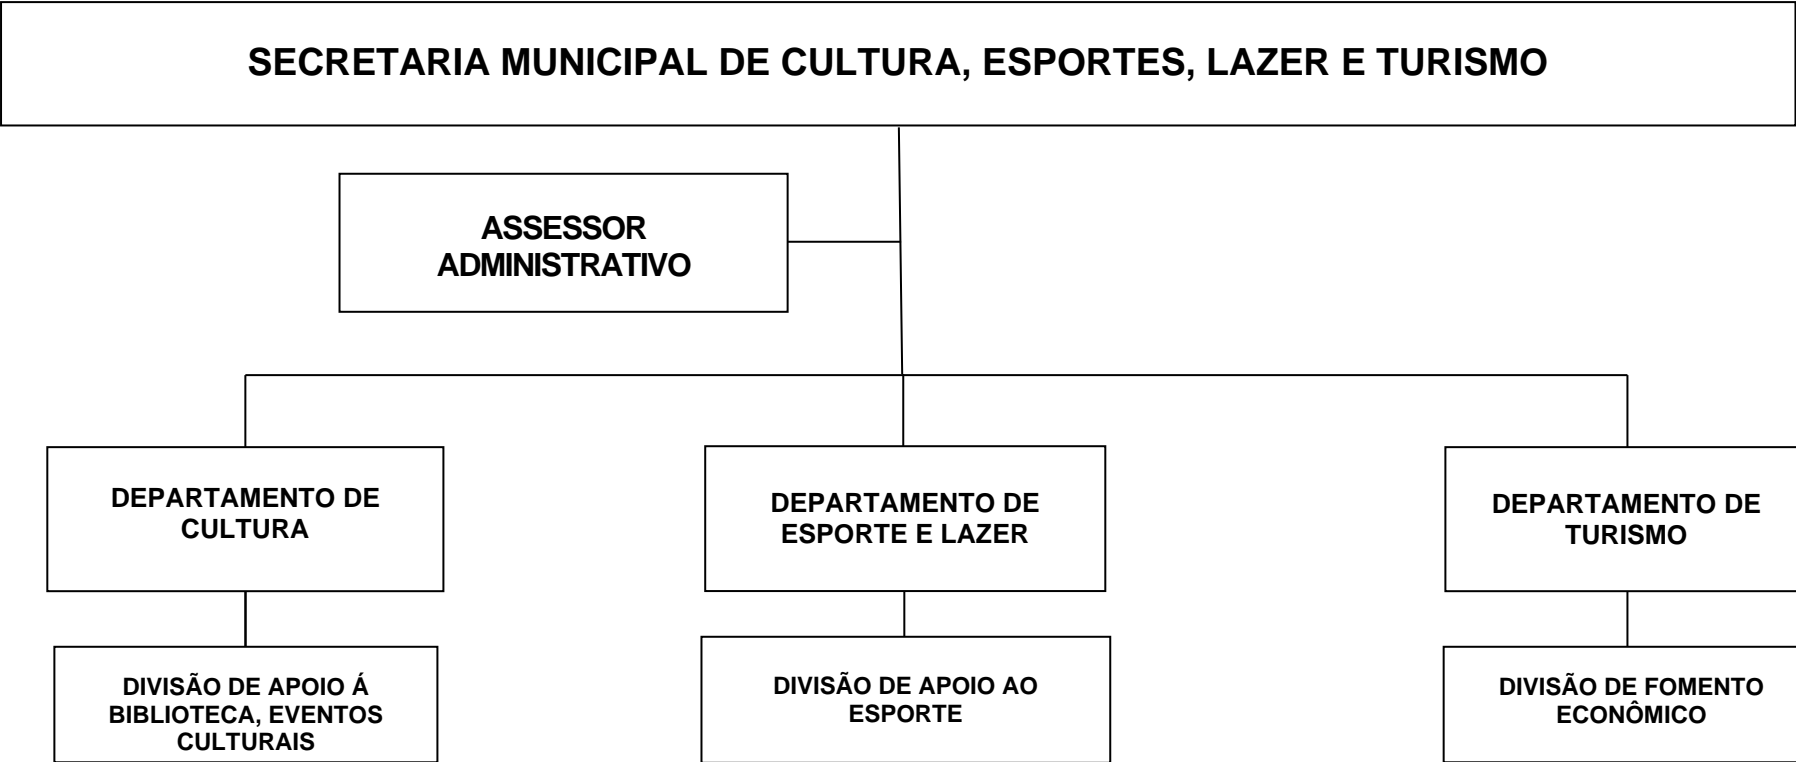 SECRETARIA MUNICIPAL DE CULTURA, ESPORTES, LAZER E TURISMO
ASSESSOR
ADMINISTRATIVO
DEPARTAMENTO DE
CULTURA
DEPARTAMENTO DE
ESPORTE E LAZER
DEPARTAMENTO DE
TURISMO
DIVISÃO DE APOIO Á
BIBLIOTECA, EVENTOS
CULTURAIS
DIVISÃO DE APOIO AO
ESPORTE
DIVISÃO DE FOMENTO
ECONÔMICO